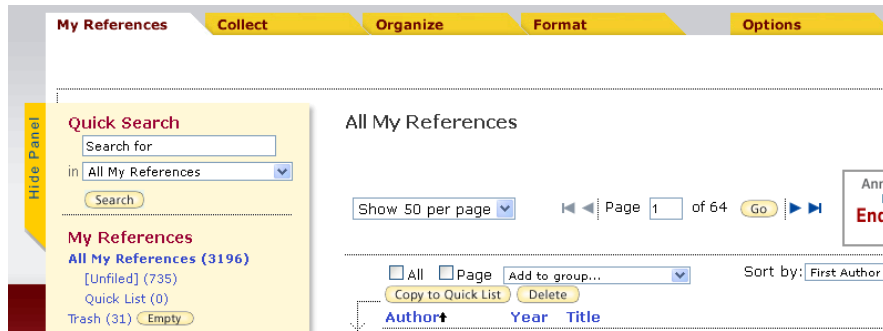 My References Collect Organize Format Options
Hide Panel
Quick Search
Search for
in All My References
Search
My References
All My References (3196)
[Unfiled] (735)
Quick List (0)
Trash (31) Empty
All My References
Show 50 per page Page 1 of 64 Go
All Page Add to group... Sort by: First Author
Copy to Quick List Delete
Author Year Title